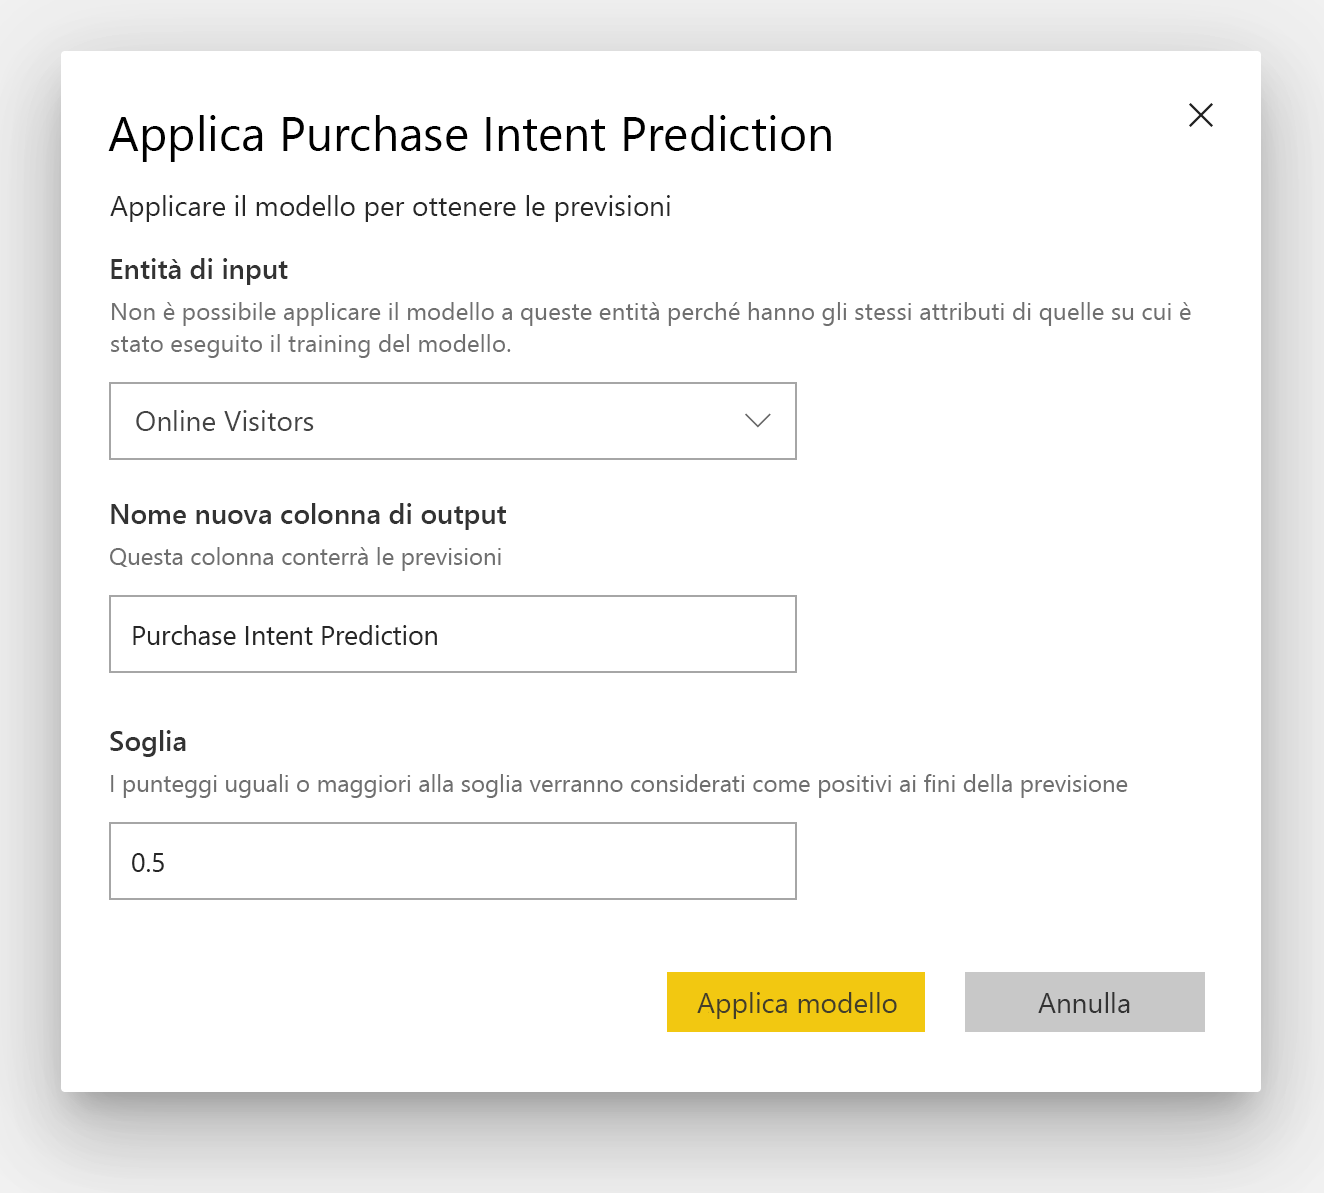 Applica Purchase Intent Prediction
Applicare il modello per ottenere le previsioni
Entità di input
Non è possibile applicare il modello a queste entità perché hanno gli stessi attributi di quelle su cui è
stato eseguito il training del modello.
Online Visitors
Nome nuova colonna di output
Questa colonna conterrà le previsioni
Purchase Intent Prediction
Soglia
I punteggi uguali o maggiori alla soglia verranno considerati come positivi ai fini della previsione
0.5
Applica modello
Annulla